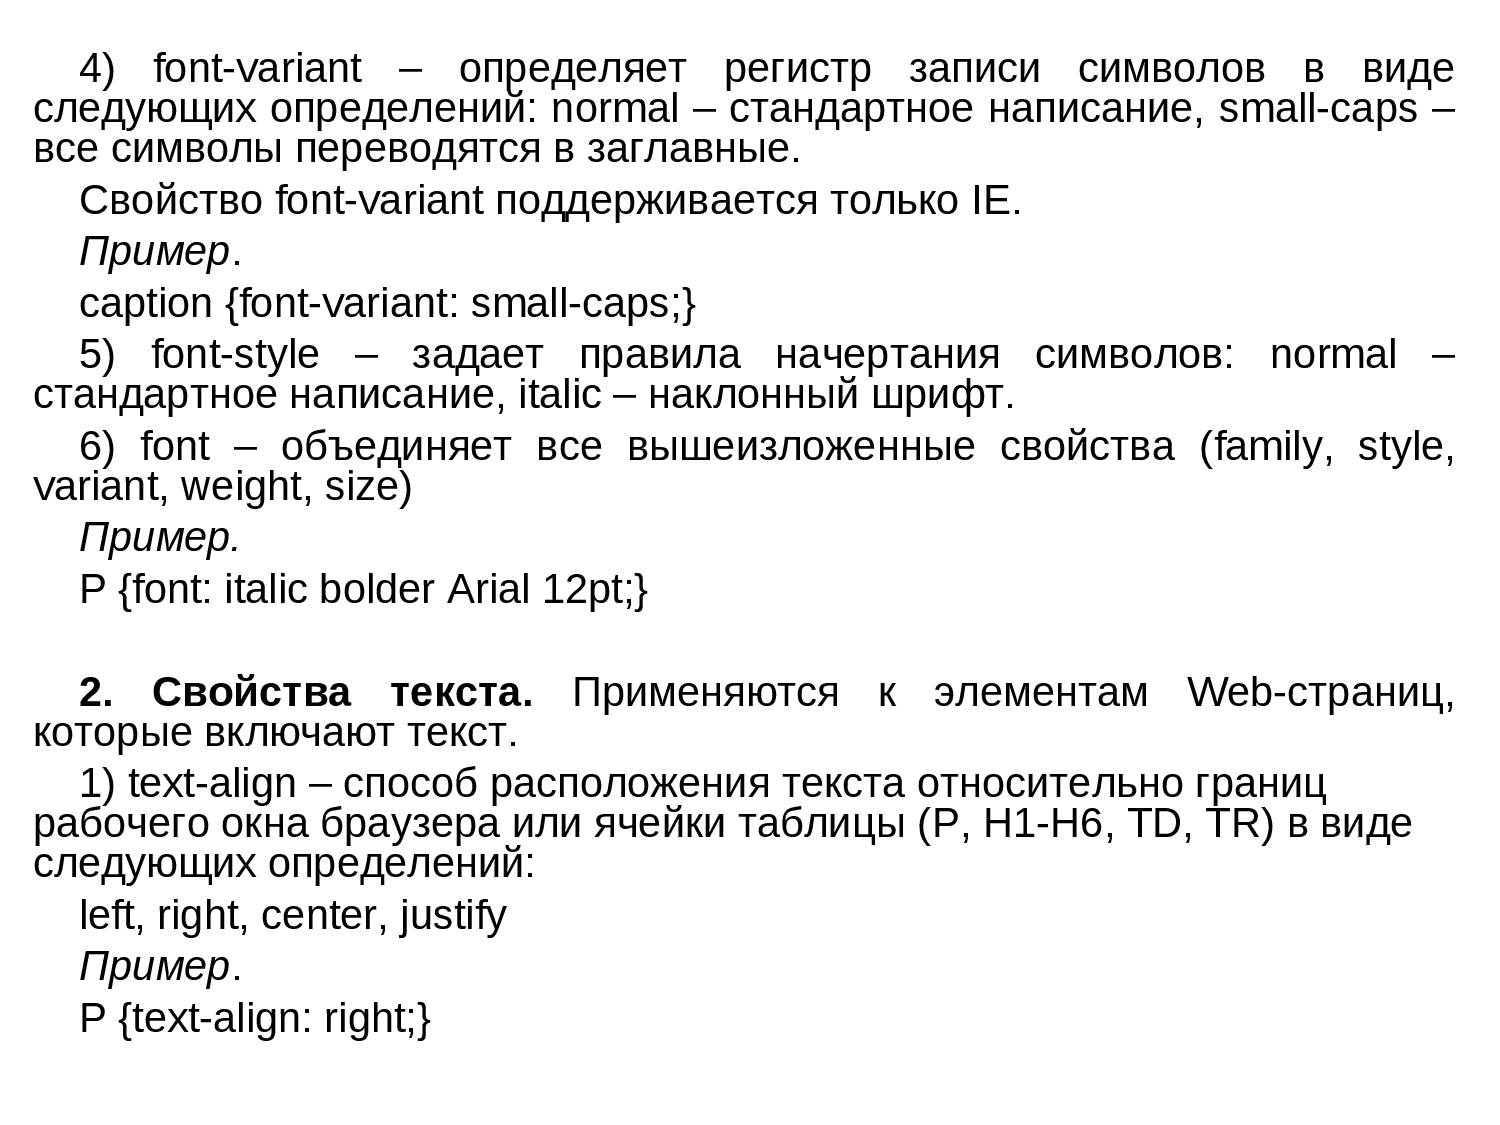 4) font-variant – определяет регистр записи символов в виде
следующих определений: normal – стандартное написание, small-caps –
все символы переводятся в заглавные.
Свойство font-variant поддерживается только IE.
Пример.
caption {font-variant: small-caps;}
5) font-style – задает правила начертания символов: normal –
стандартное написание, italic – наклонный шрифт.
6) font – объединяет все вышеизложенные свойства (family, style,
variant, weight, size)
Пример.
P {font: italic bolder Arial 12pt;}
2. Свойства текста. Применяются к элементам Web-страниц,
которые включают текст.
1) text-align – способ расположения текста относительно границ
рабочего окна браузера или ячейки таблицы (P, H1-H6, TD, TR) в виде
следующих определений:
left, right, center, justify
Пример.
P {text-align: right;}